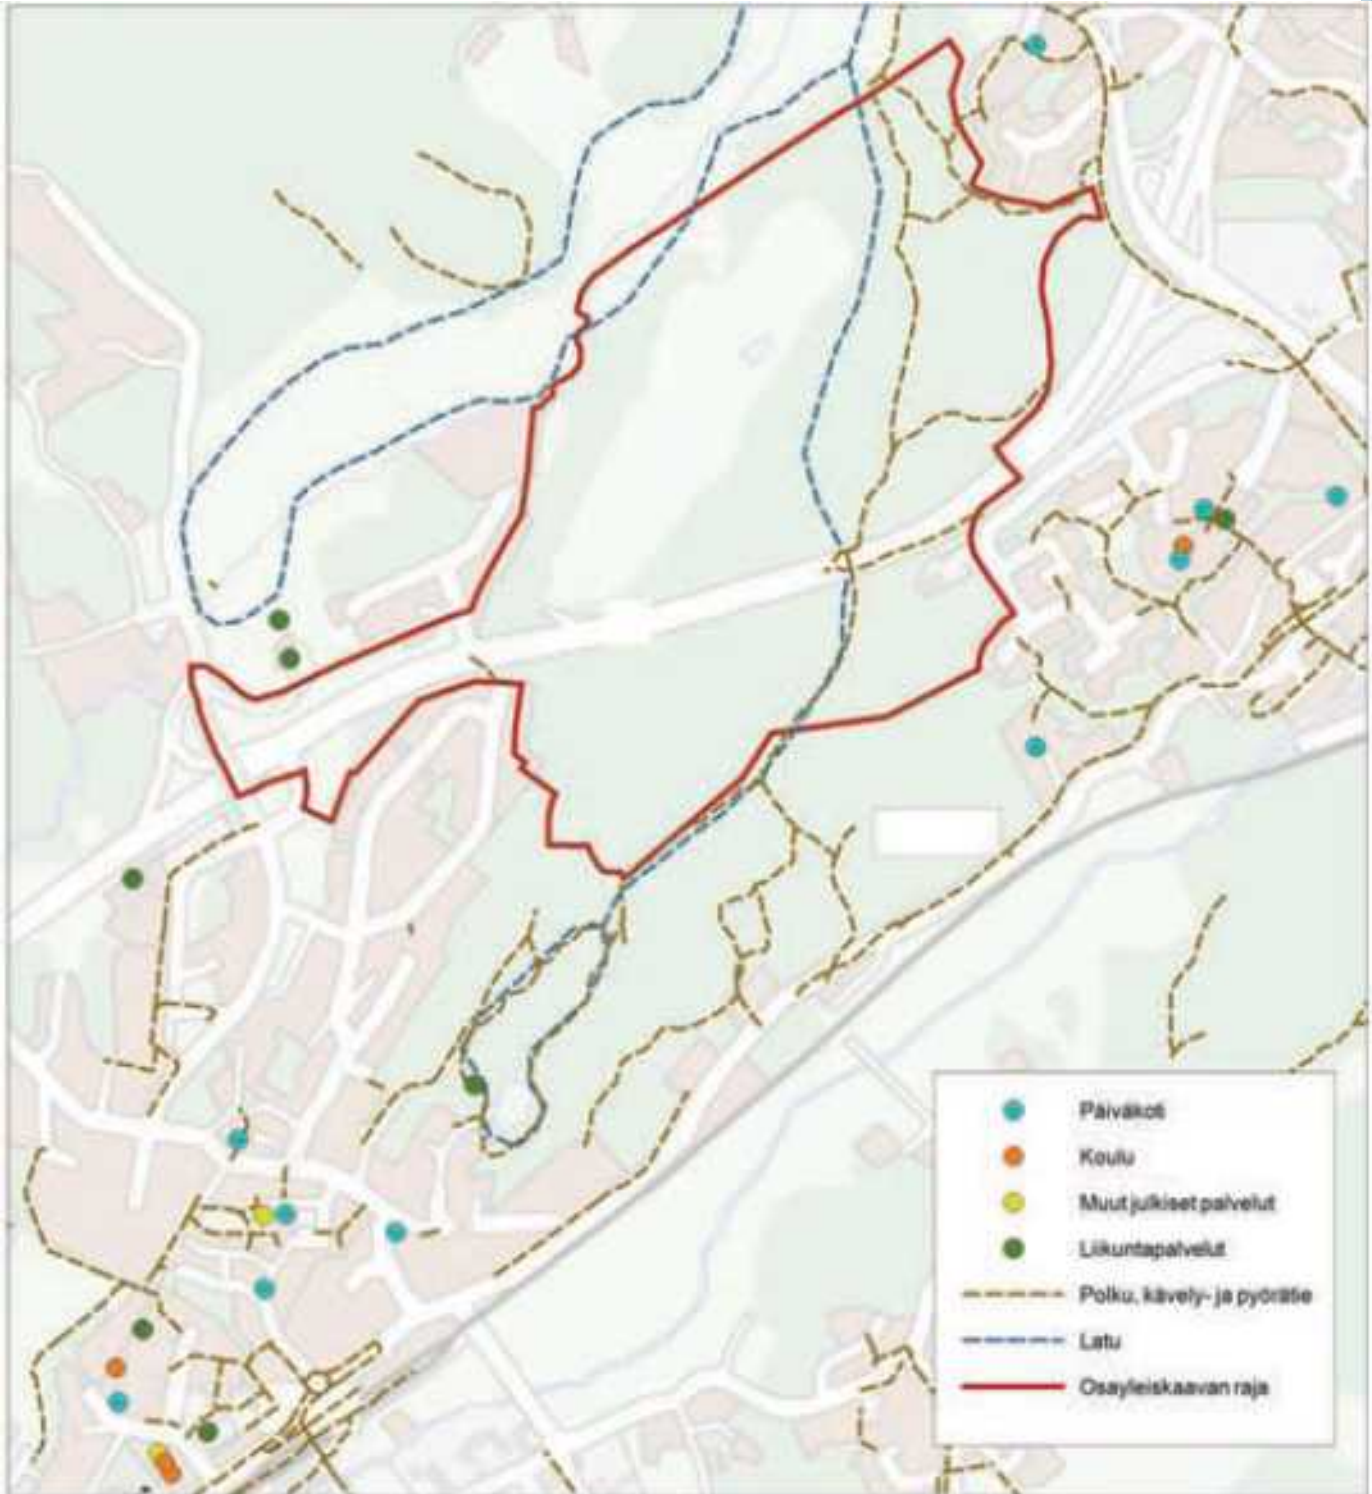 Päiväkoti
Koulu
Muut julkiset palvelut
Liikuntapalvelut
Polku, kävely- ja pyörätie
Latu
Osayleiskaavan raja